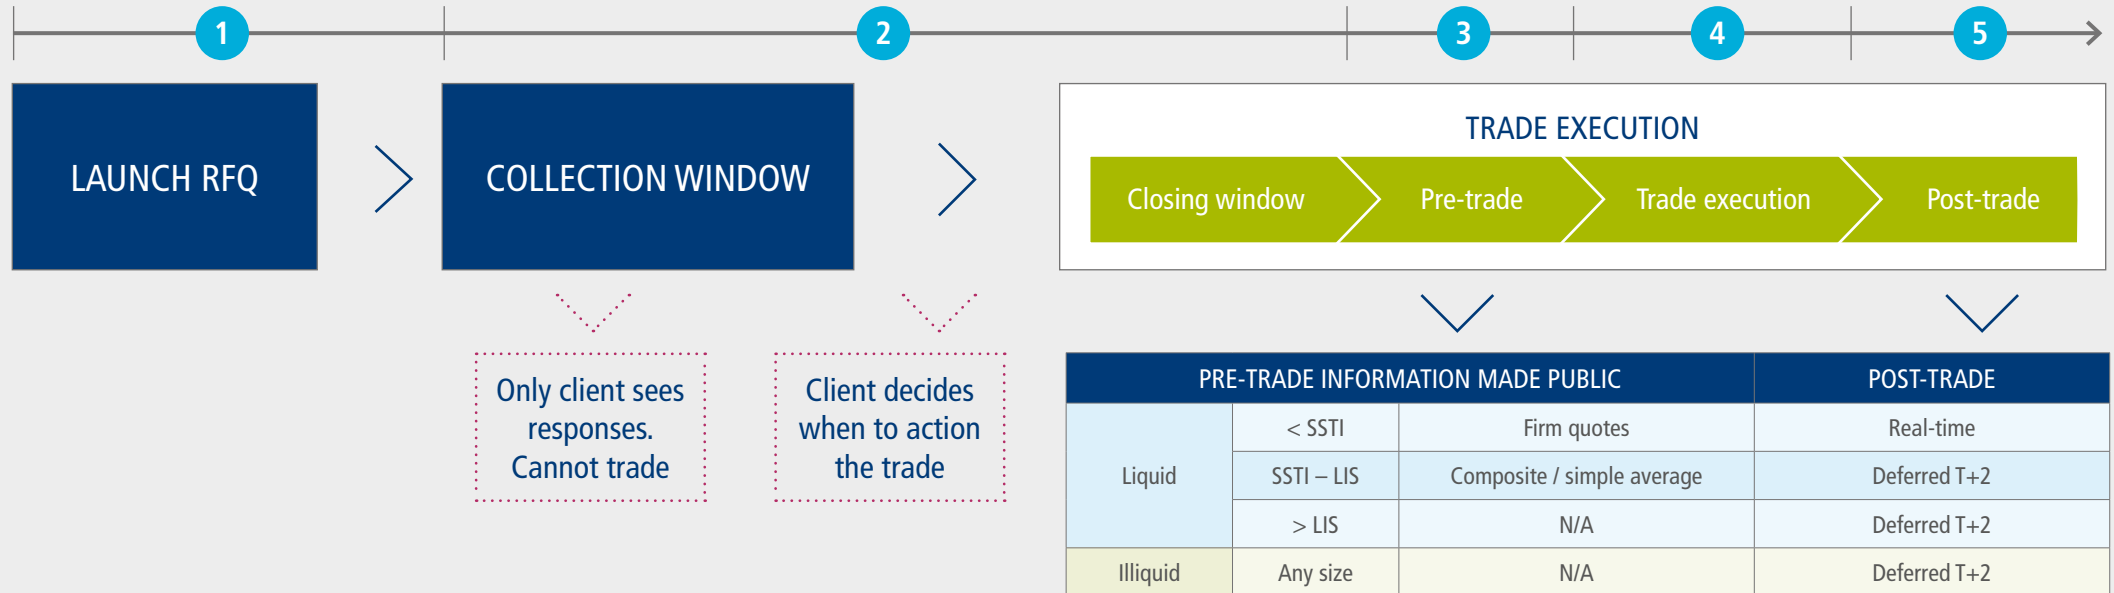 1
2
3
4
5
LAUNCH RFQ
COLLECTION WINDOW
TRADE EXECUTION
Closing window
Pre-trade
Trade execution
Post-trade
Only client sees
responses.
Cannot trade
Client decides
when to action
the trade
PRE-TRADE INFORMATION MADE PUBLIC
POST-TRADE
Liquid
< SSTI
Firm quotes
Real-time
SSTI – LIS
Composite / simple average
Deferred T+2
> LIS
N/A
Deferred T+2
Illiquid
Any size
N/A
Deferred T+2